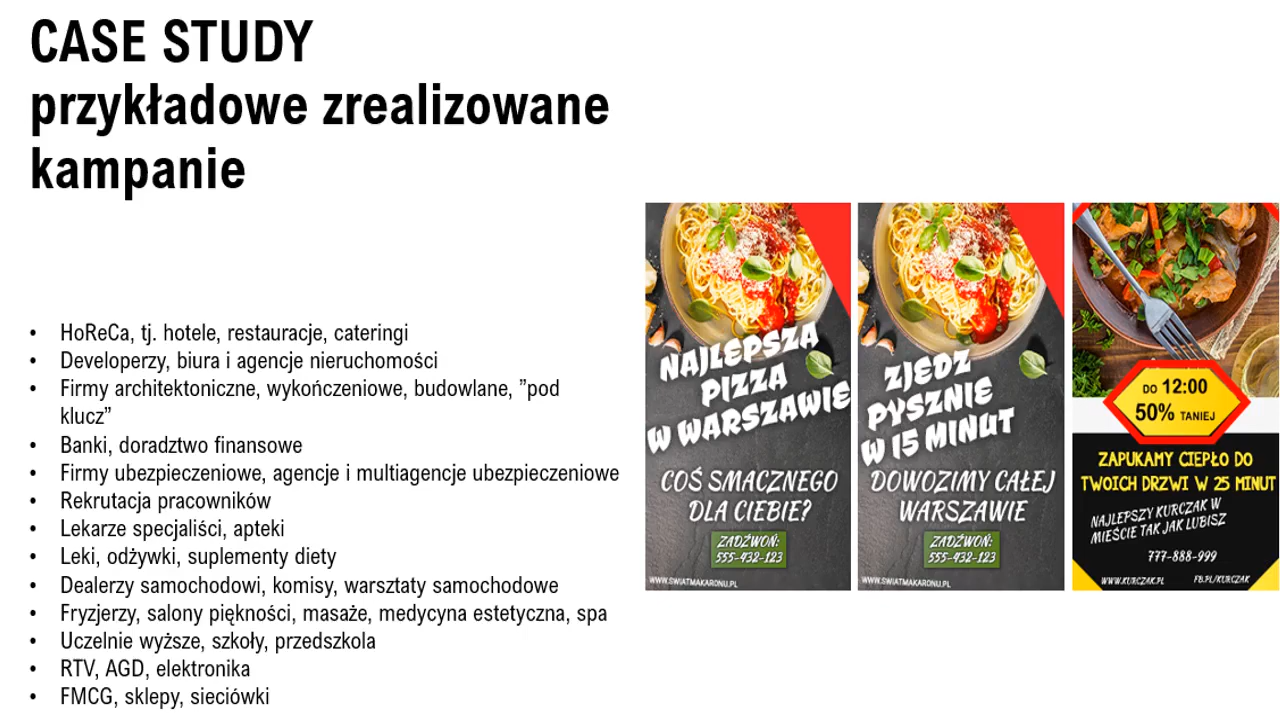 CASE STUDY
przykładowe zrealizowane
kampanie
• HoReCa, tj. hotele, restauracje, cateringi
• Developerzy, biura i agencje nieruchomości
• Firmy architektoniczne, wykończeniowe, budowlane, ”pod
klucz”
• Banki, doradztwo finansowe
• Firmy ubezpieczeniowe, agencje i multiagencje ubezpieczeniowe
• Rekrutacja pracowników
• Lekarze specjaliści, apteki
• Leki, odżywki, suplementy diety
• Dealerzy samochodowi, komisy, warsztaty samochodowe
• Fryzjerzy, salony piękności, masaże, medycyna estetyczna, spa
• Uczelnie wyższe, szkoły, przedszkola
• RTV, AGD, elektronika
• FMCG, sklepy, sieciówki
NAJLEPSZA
PIZZA
W WARSZAWIE
COŚ SMACZNEGO
DLA CIEBIE?
ZADZWOŃ:
555-432-123
WWW.SWIATMAKARONU.PL
ZJEDZ
PYSZNIE
W 15 MINUT
DOWOZIMY CAŁEJ
WARSZAWIE
ZADZWOŃ:
555-432-123
WWW.SWIATMAKARONU.PL
DO 12:00
50% TANIEJ
ZAPUKAMY CIEPŁO DO
TWOICH DRZWI W 25 MINUT
NAJLEPSZY KURCZAK W
MIEŚCIE TAK JAK LUBISZ
777-888-999
WWW.KURCZAK.PL FB.PL/KURCZAK